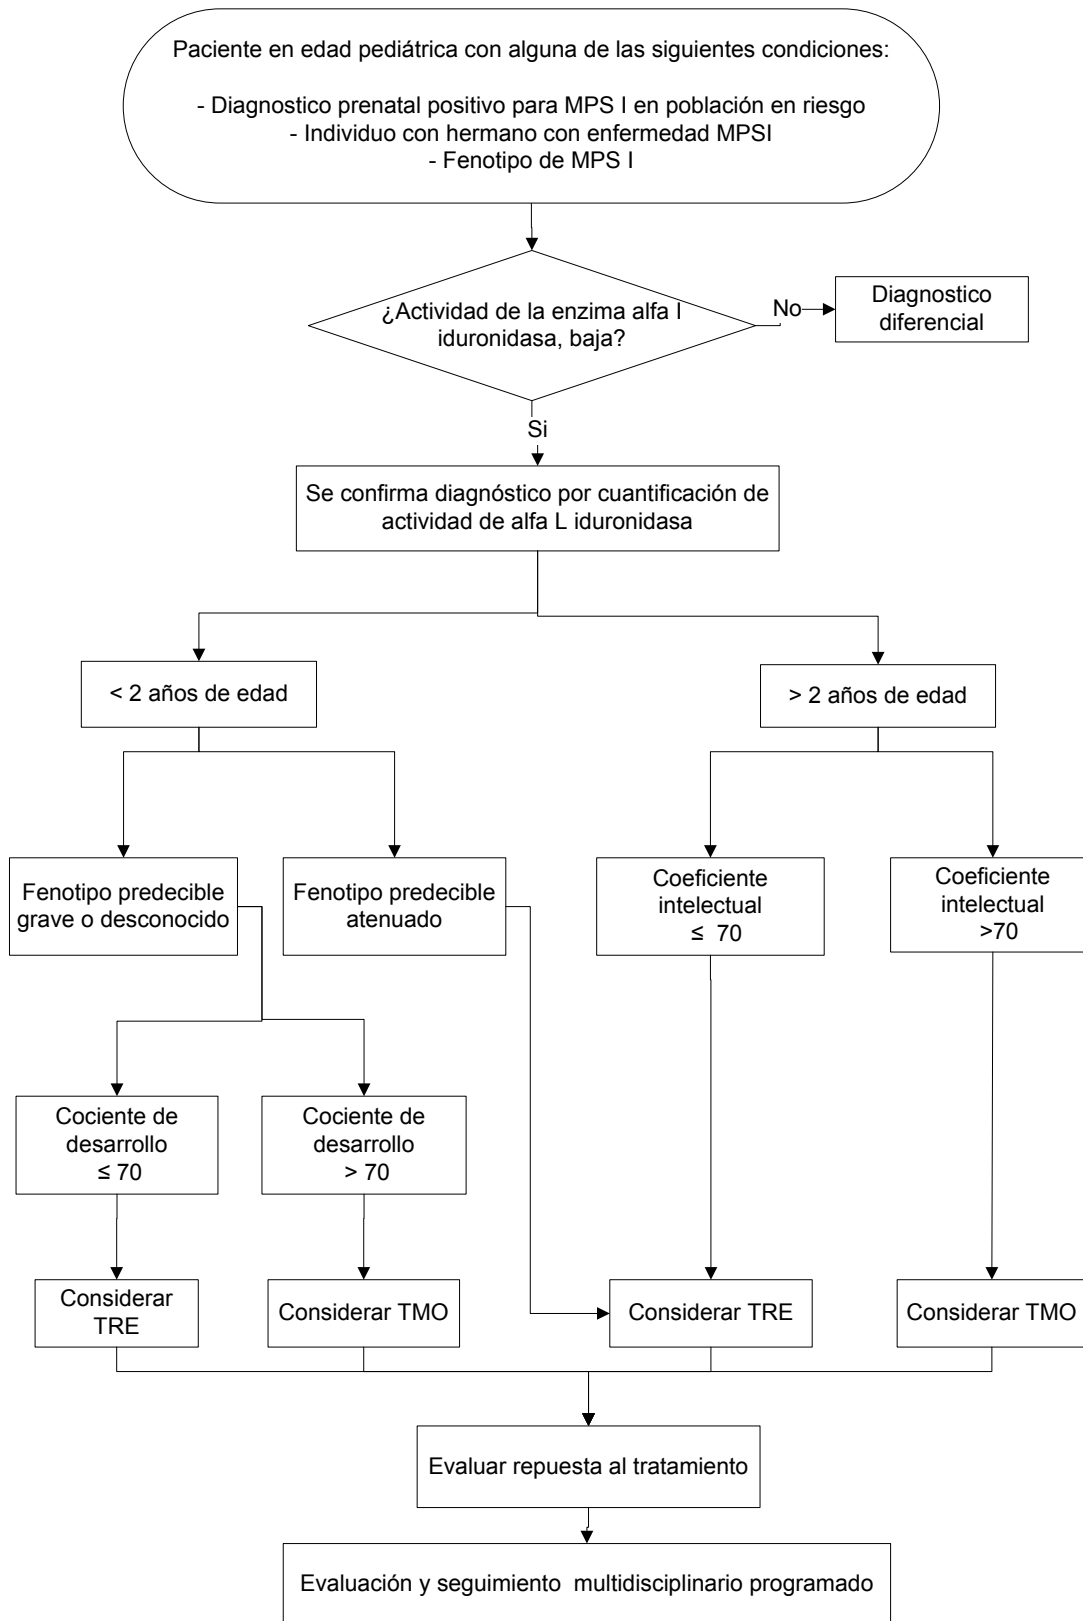 Paciente en edad pediátrica con alguna de las siguientes condiciones:
- Diagnostico prenatal positivo para MPS I en población en riesgo
- Individuo con hermano con enfermedad MPSI
- Fenotipo de MPS I
¿Actividad de la enzima alfa l
iduronidasa, baja?
No
Diagnostico
diferencial
Si
Se confirma diagnóstico por cuantificación de
actividad de alfa L iduronidasa
< 2 años de edad
> 2 años de edad
Fenotipo predecible
grave o desconocido
Fenotipo predecible
atenuado
Coeficiente
intelectual
≤ 70
Coeficiente
intelectual
>70
Cociente de
desarrollo
≤ 70
Cociente de
desarrollo
> 70
Considerar
TRE
Considerar TMO
Considerar TRE
Considerar TMO
Evaluar repuesta al tratamiento
Evaluación y seguimiento multidisciplinario programado